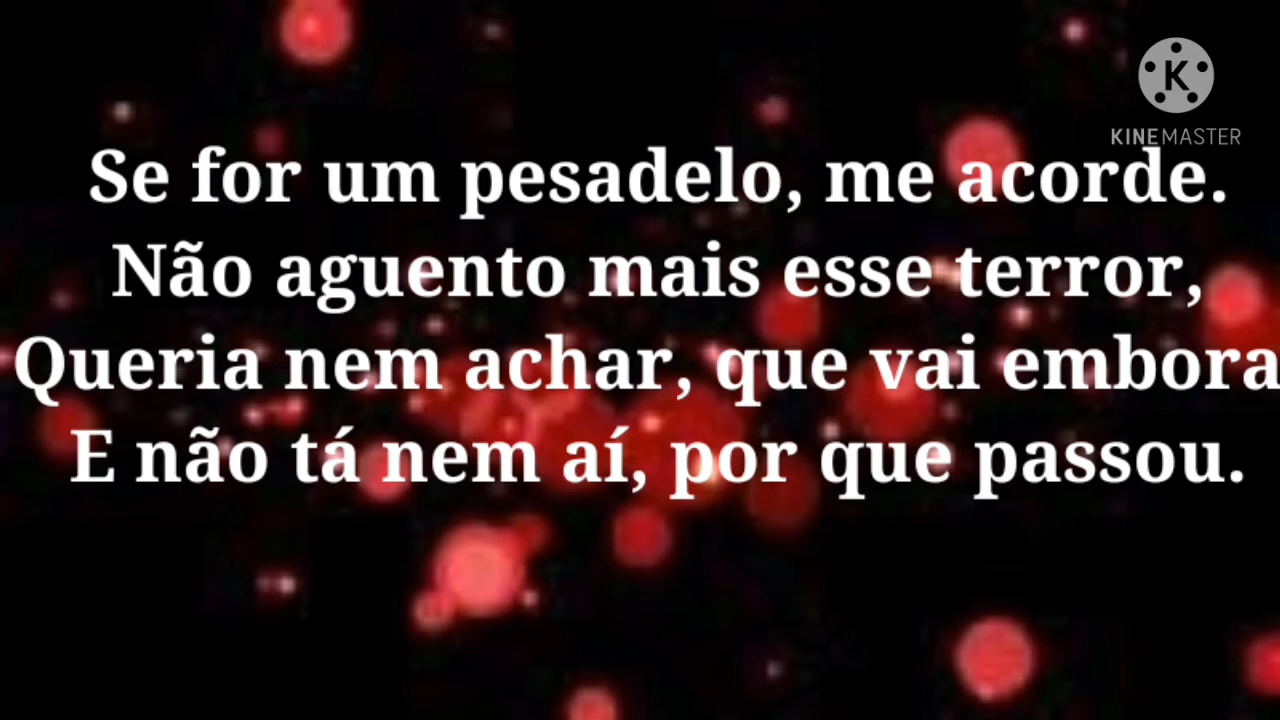 K
KINEMASTER
Se for um pesadelo, me acorde.
Não aguento mais esse terror,
Queria nem achar, que vai embora
E não tá nem aí, por que passou.